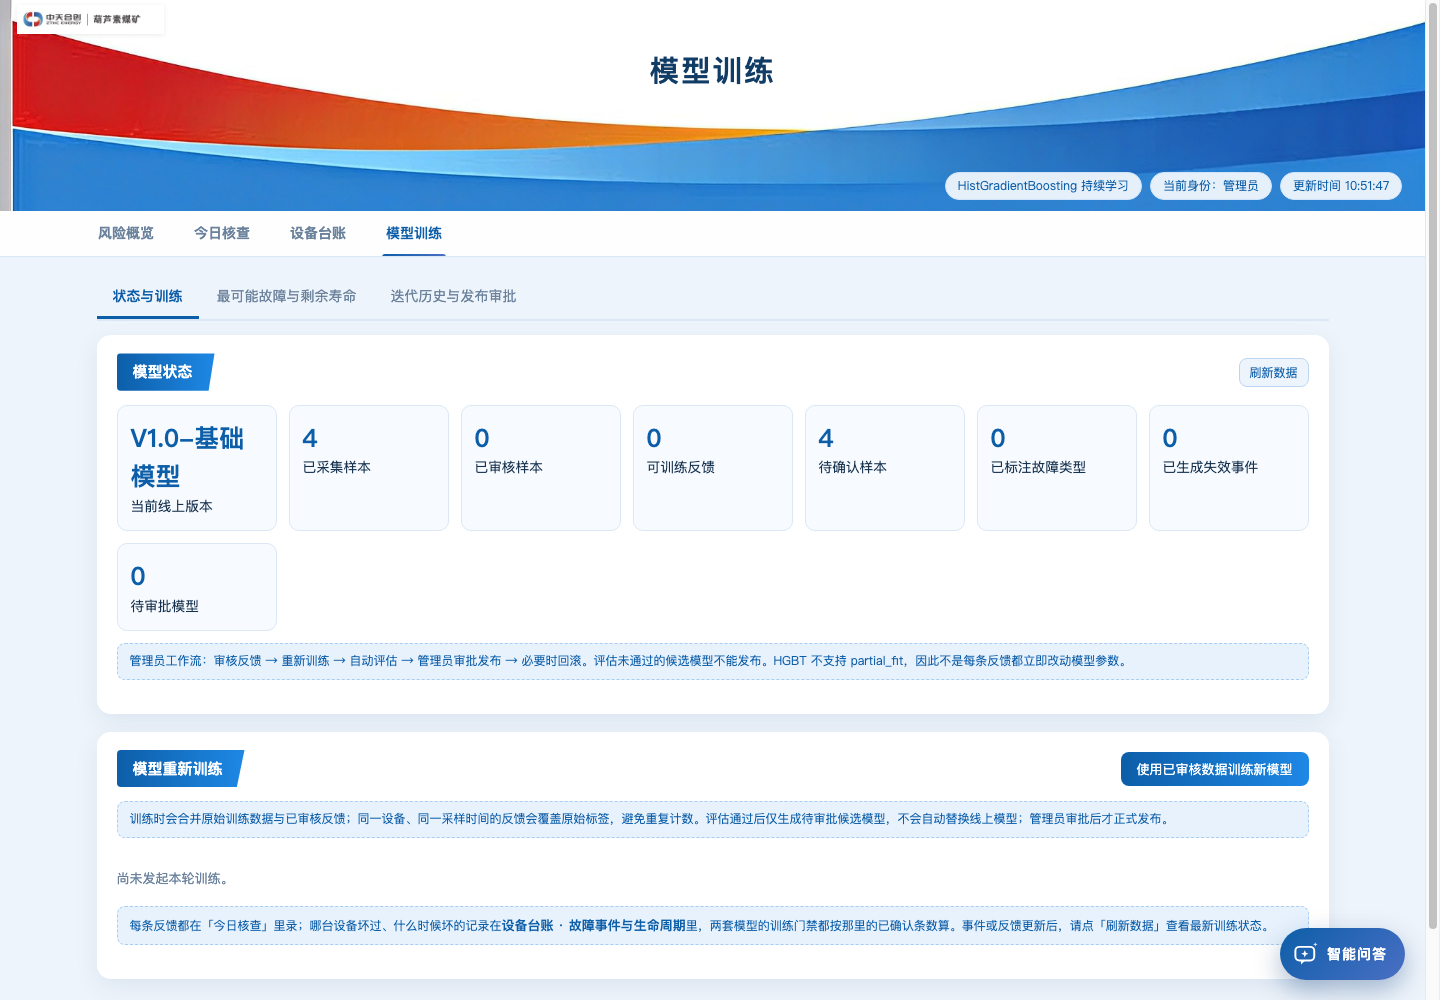 中天合创 葫芦素煤矿
ZTHC ENERGY
模型训练
HistGradientBoosting 持续学习
当前身份：管理员
更新时间 10:51:47
风险概览
今日核查
设备台账
模型训练
状态与训练
最可能故障与剩余寿命
迭代历史与发布审批
模型状态
刷新数据
V1.0–基础
模型
当前线上版本
4
已采集样本
0
已审核样本
0
可训练反馈
4
待确认样本
0
已标注故障类型
0
已生成失效事件
0
待审批模型
管理员工作流：审核反馈 → 重新训练 → 自动评估 → 管理员审批发布 → 必要时回滚。评估未通过的候选模型不能发布。HGBT 不支持 partial_fit，因此不是每条反馈都立即改动模型参数。
模型重新训练
使用已审核数据训练新模型
训练时会合并原始训练数据与已审核反馈；同一设备、同一采样时间的反馈会覆盖原始标签，避免重复计数。评估通过后仅生成待审批候选模型，不会自动替换线上模型；管理员审批后才正式发布。
尚未发起本轮训练。
每条反馈都在「今日核查」里录；哪台设备坏过、什么时候坏的记录在设备台账 · 故障事件与生命周期里，两套模型的训练门禁都按那里的已确认条数算。事件或反馈更新后，请点「刷新数据」查看最新训练状态。
智能问答